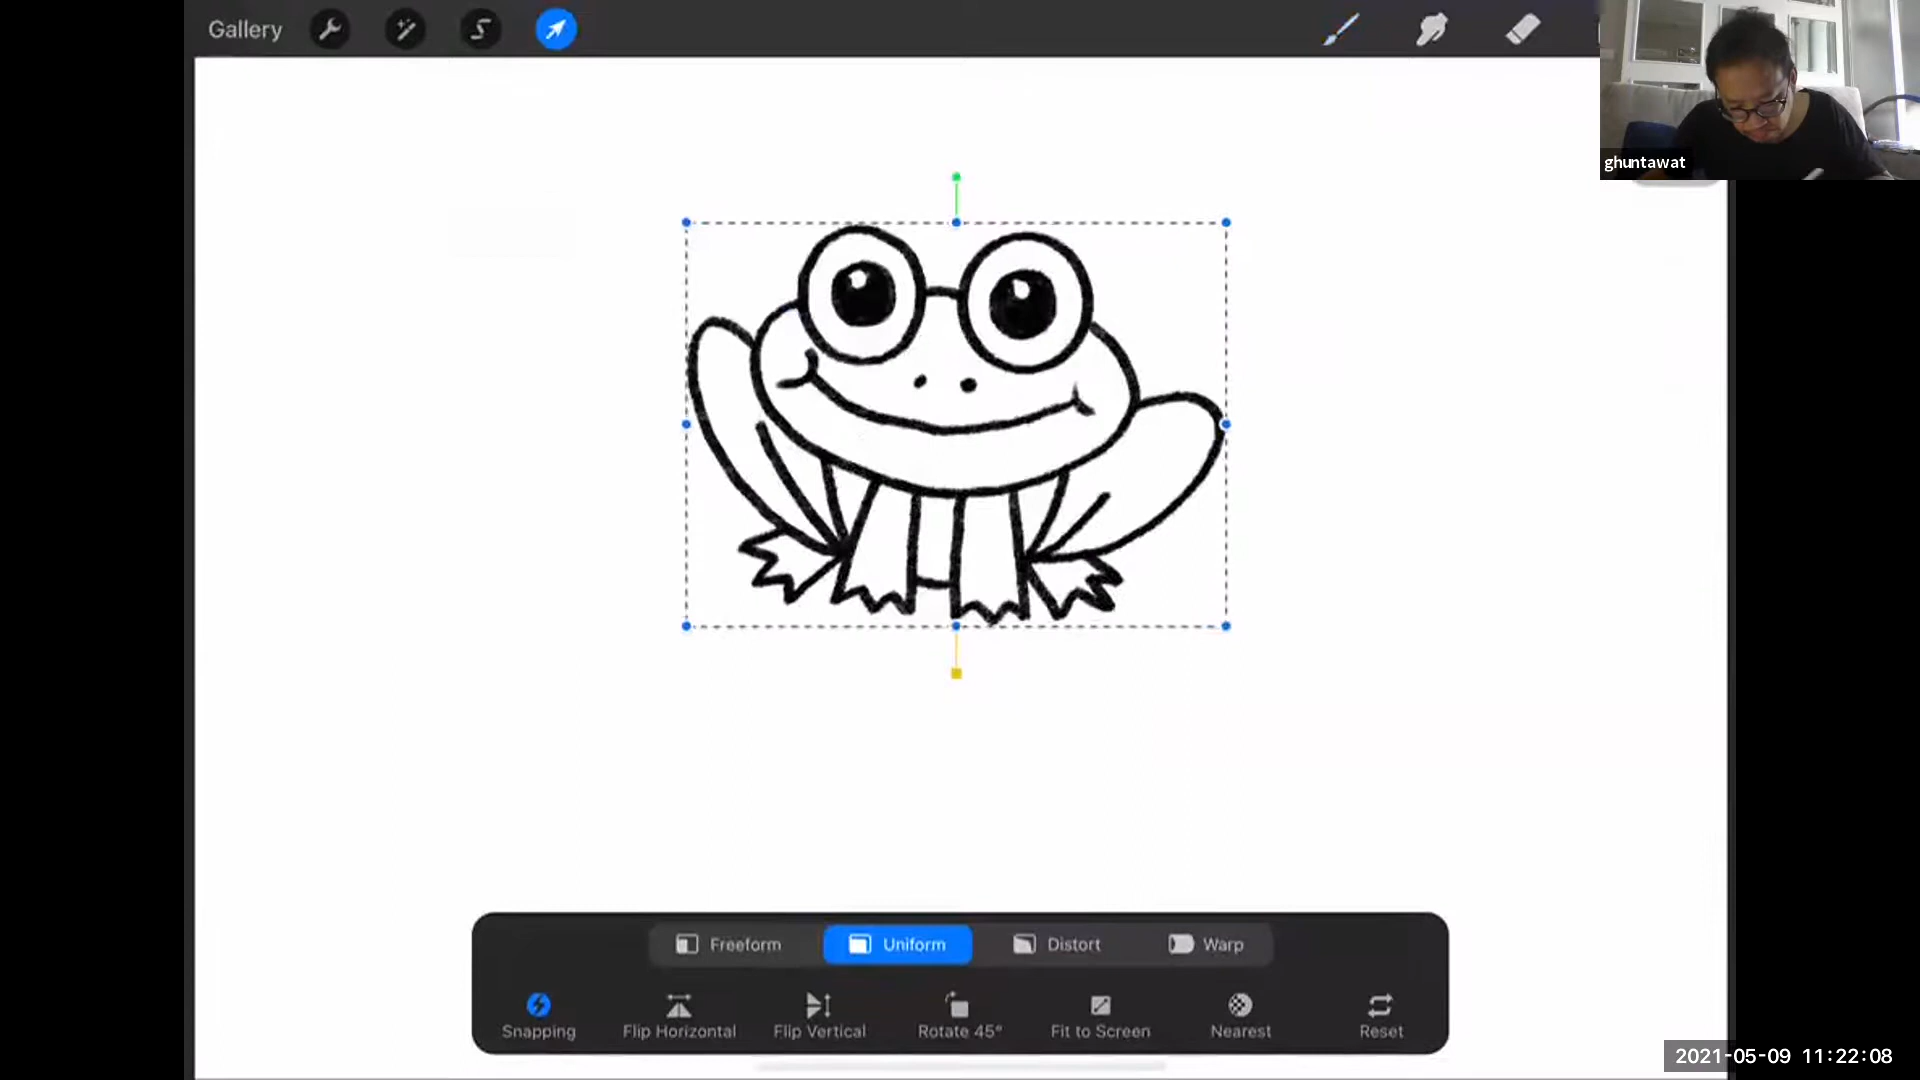 Gallery
ghuntawat
Freeform
Uniform
Distort
Warp
Snapping
Flip Horizontal
Flip Vertical
Rotate 45°
Fit to Screen
Nearest
Reset
2021-05-09 11:22:08